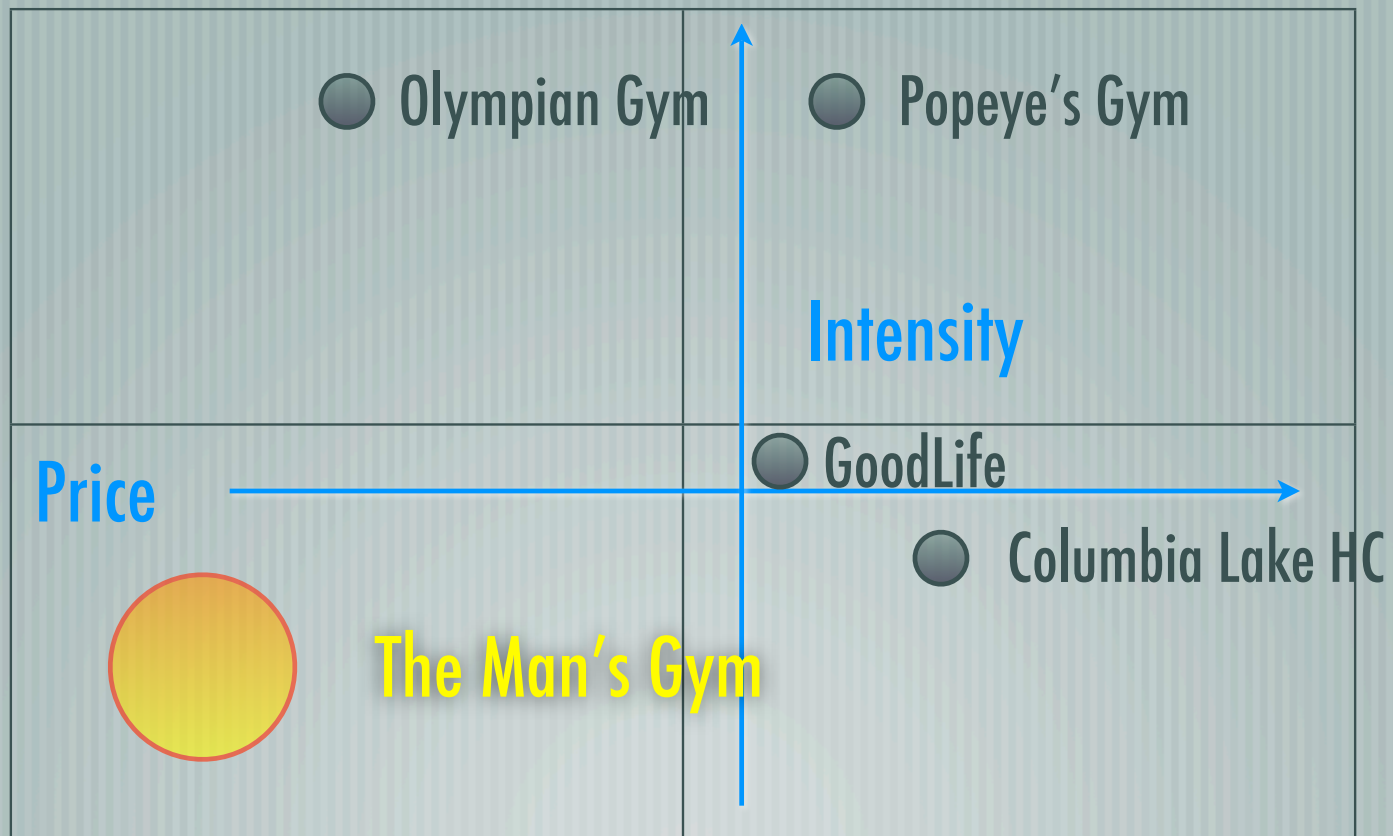 Olympian Gym
Popeye’s Gym
Intensity
GoodLife
Price
Columbia Lake HC
The Man’s Gym